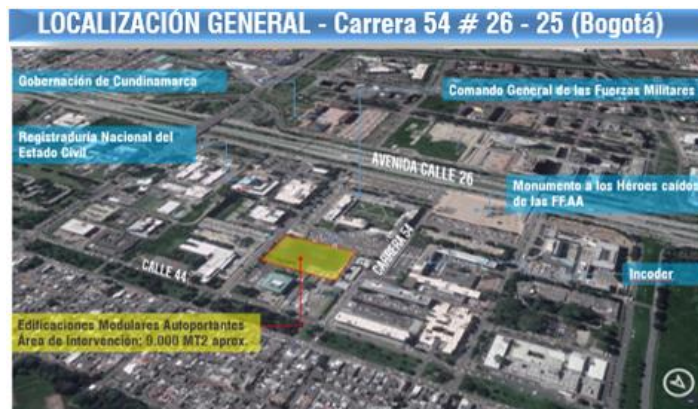 LOCALIZACIÓN GENERAL - Carrera 54 # 26 - 25 (Bogotá)
Gobernación de Cundinamarca
Comando General de las Fuerzas Militares
Registraduría Nacional del
Estado Civil
AVENIDA CALLE 26
Monumento a los Héroes caídos
de las FF.AA
CARRERA 54
CALLE 44
Incoder
Edificaciones Modulares Autoportantes
Área de Intervención: 9.000 MT2 aprox.